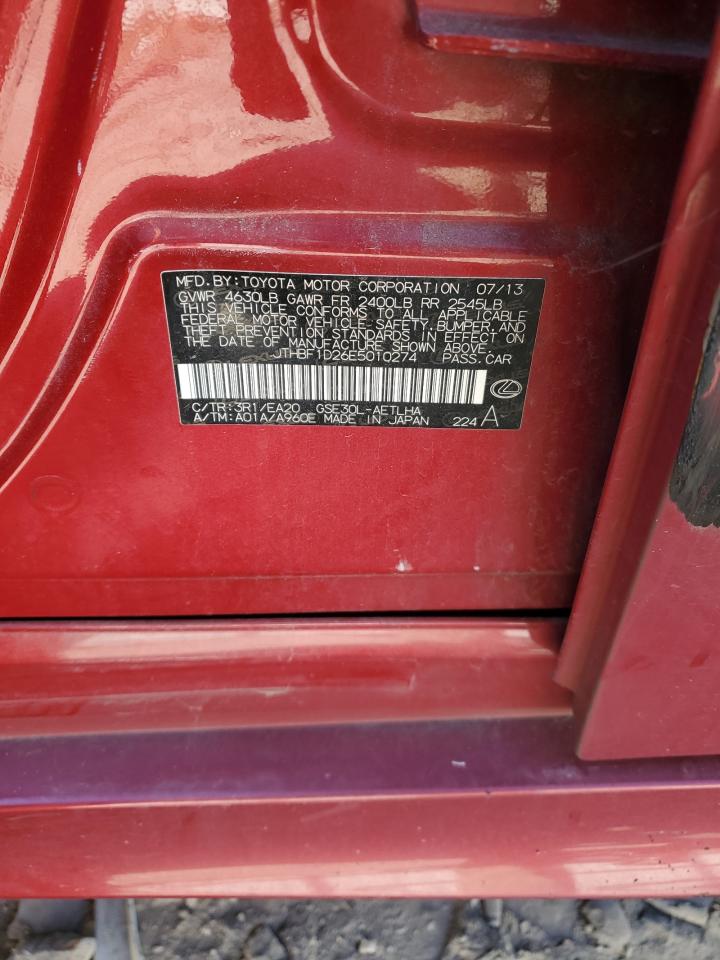 MFD.BY:TOYOTA MOTOR CORPORATION 07/13
GVWR 4630LB GAWR FR 2400LB RR 2545LB
THIS VEHICLE CONFORMS TO ALL APPLICABLE
FEDERAL MOTOR VEHICLE SAFETY,BUMPER,AND
THEFT PREVENTION STANDARDS IN EFFECT ON
THE DATE OF MANUFACTURE SHOWN ABOVE.
JTHBF1D26E5010274 PASS.CAR
C/TR:3R1/EA20 GSE30L-AETLHA
A/TM:A01A/A960E MADE IN JAPAN 224 A